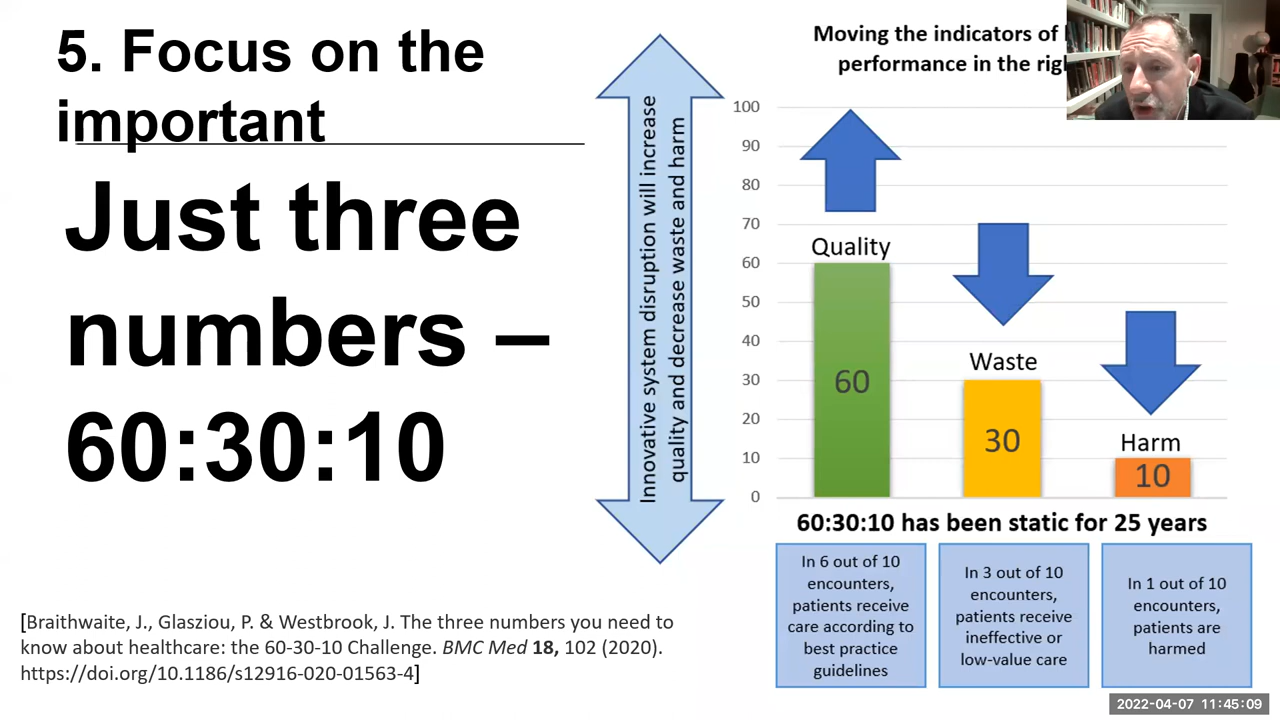 5. Focus on the
important
Just three
numbers –
60:30:10
[Braithwaite, J., Glasziou, P. & Westbrook, J. The three numbers you need to
know about healthcare: the 60-30-10 Challenge. BMC Med 18, 102 (2020).
https://doi.org/10.1186/s12916-020-01563-4]
Innovative system disruption will increase
quality and decrease waste and harm
Moving the indicators of
performance in the
100
90
80
70
60
50
40
30
20
10
0
Quality
60
Waste
30
Harm
10
60:30:10 has been static for 25 years
In 6 out of 10
encounters,
patients receive
care according to
best practice
guidelines
In 3 out of 10
encounters,
patients receive
ineffective or
low-value care
In 1 out of 10
encounters,
patients are
harmed
2022-04-07 11:45:09